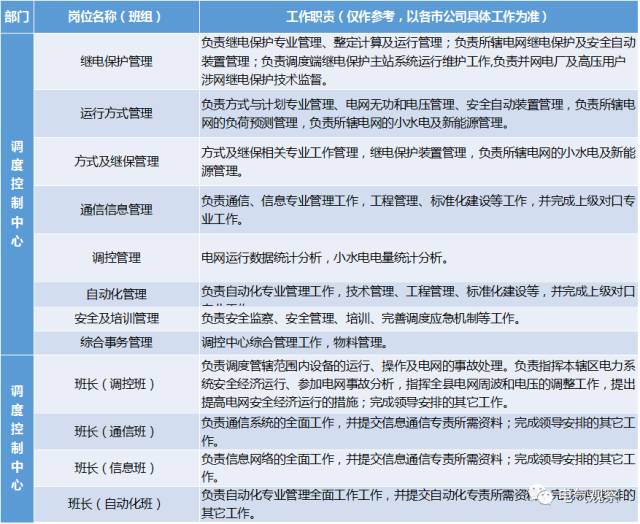 部门 岗位名称（班组） 工作职责（仅作参考，以各市公司具体工作为准）
调度控制中心
继电保护管理
负责继电保护专业管理、整定计算及运行管理；负责所辖电网继电保护及安全自动
装置管理；负责调度端继电保护主站系统运行维护工作,负责并网电厂及高压用户
涉网继电保护技术监督。
运行方式管理
负责方式与计划专业管理、电网无功和电压管理、安全自动装置管理，负责所辖电
网的负荷预测管理，负责所辖电网的小水电及新能源管理。
方式及继保管理
方式及继保相关专业工作管理，继电保护装置管理，负责所辖电网的小水电及新能
源管理。
通信信息管理
负责通信、信息专业管理工作，工程管理、标准化建设等工作，并完成上级对口专
业工作。
调控管理
电网运行数据统计分析，小水电电量统计分析。
自动化管理
负责自动化专业管理工作，技术管理、工程管理、标准化建设等，并完成上级对口
安全及培训管理
负责安全监察、安全管理、培训、完善调度应急机制等工作。
综合事务管理
调控中心综合管理工作，物料管理。
调度控制中心
班长（调控班）
负责调度管辖范围内设备的运行、操作及电网的事故处理。负责指挥本辖区电力系
统安全经济运行、参加电网事故分析，指挥全县电网周波和电压的调整工作，提出
提高电网安全经济运行的措施；完成领导安排的其它工作。
班长（通信班）
负责通信系统的全面工作，并提交信息通信专责所需资料；完成领导安排的其它工
作。
班长（信息班）
负责信息网络的全面工作，并提交信息通信专责所需资料；完成领导安排的其它工
作。
班长（自动化班）
负责自动化专业管理全面工作工作，并提交自动化专责所需资料
排的
其它工作。
电气观察